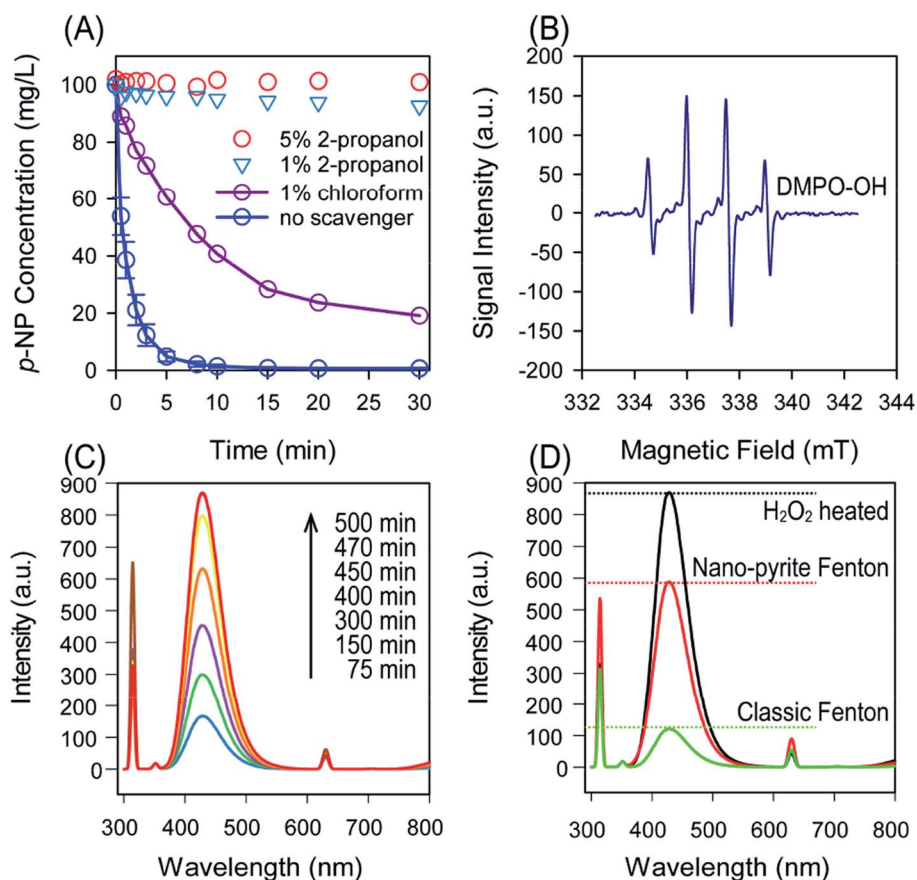 (A)
p-NP Concentration (mg/L)
100
80
60
40
20
0
0 5 10 15 20 25 30
Time (min)
5% 2-propanol
1% 2-propanol
1% chloroform
no scavenger
(B)
Signal Intensity (a.u.)
200
150
100
50
0
-50
-100
-150
-200
332 334 336 338 340 342 344
Magnetic Field (mT)
DMPO-OH
(C)
Intensity (a.u.)
900
800
700
600
500
400
300
200
100
0
300 400 500 600 700 800
Wavelength (nm)
500 min
470 min
450 min
400 min
300 min
150 min
75 min
(D)
Intensity (a.u.)
900
800
700
600
500
400
300
200
100
0
300 400 500 600 700 800
Wavelength (nm)
H₂O₂ heated
Nano-pyrite Fenton
Classic Fenton